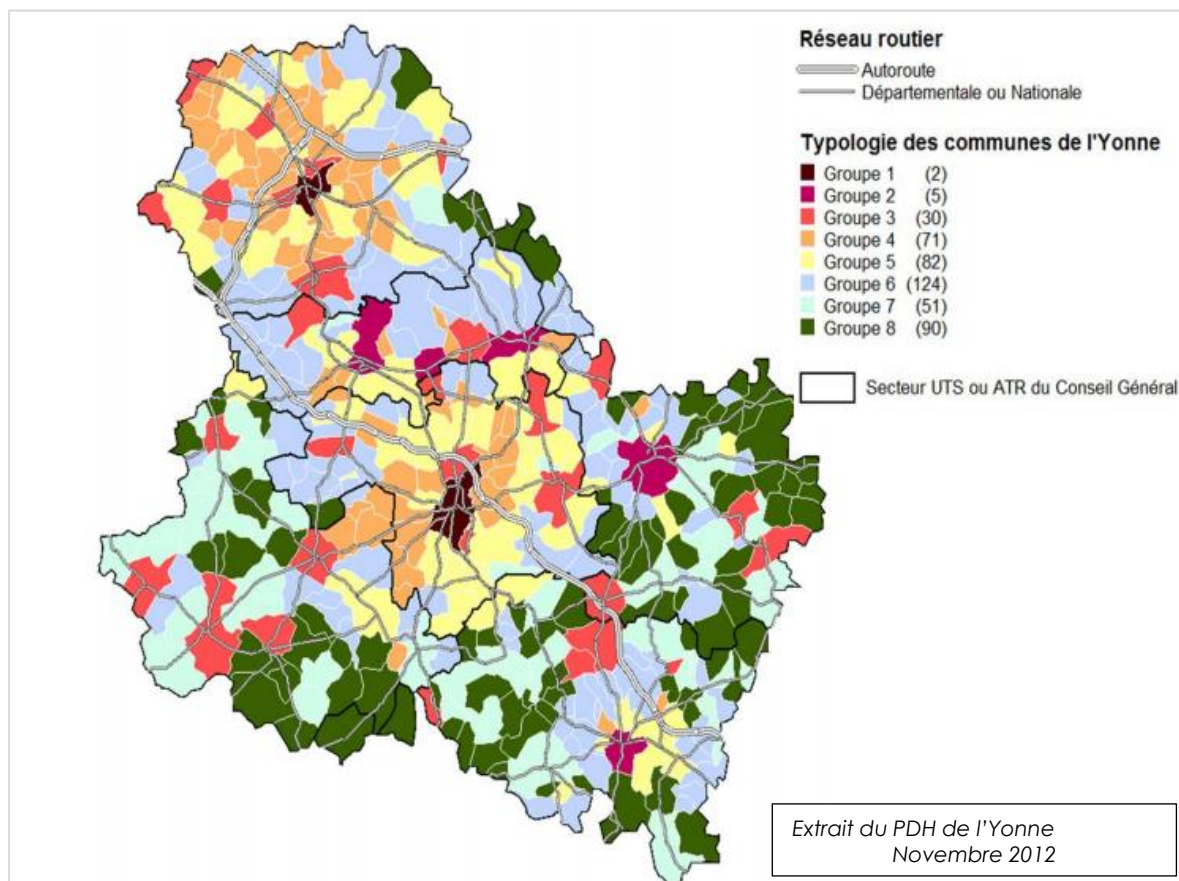 Réseau routier
Autoroute
Départementale ou Nationale
Typologie des communes de l'Yonne
Groupe 1 (2)
Groupe 2 (5)
Groupe 3 (30)
Groupe 4 (71)
Groupe 5 (82)
Groupe 6 (124)
Groupe 7 (51)
Groupe 8 (90)
Secteur UTS ou ATR du Conseil Général
Extrait du PDH de l'Yonne
Novembre 2012